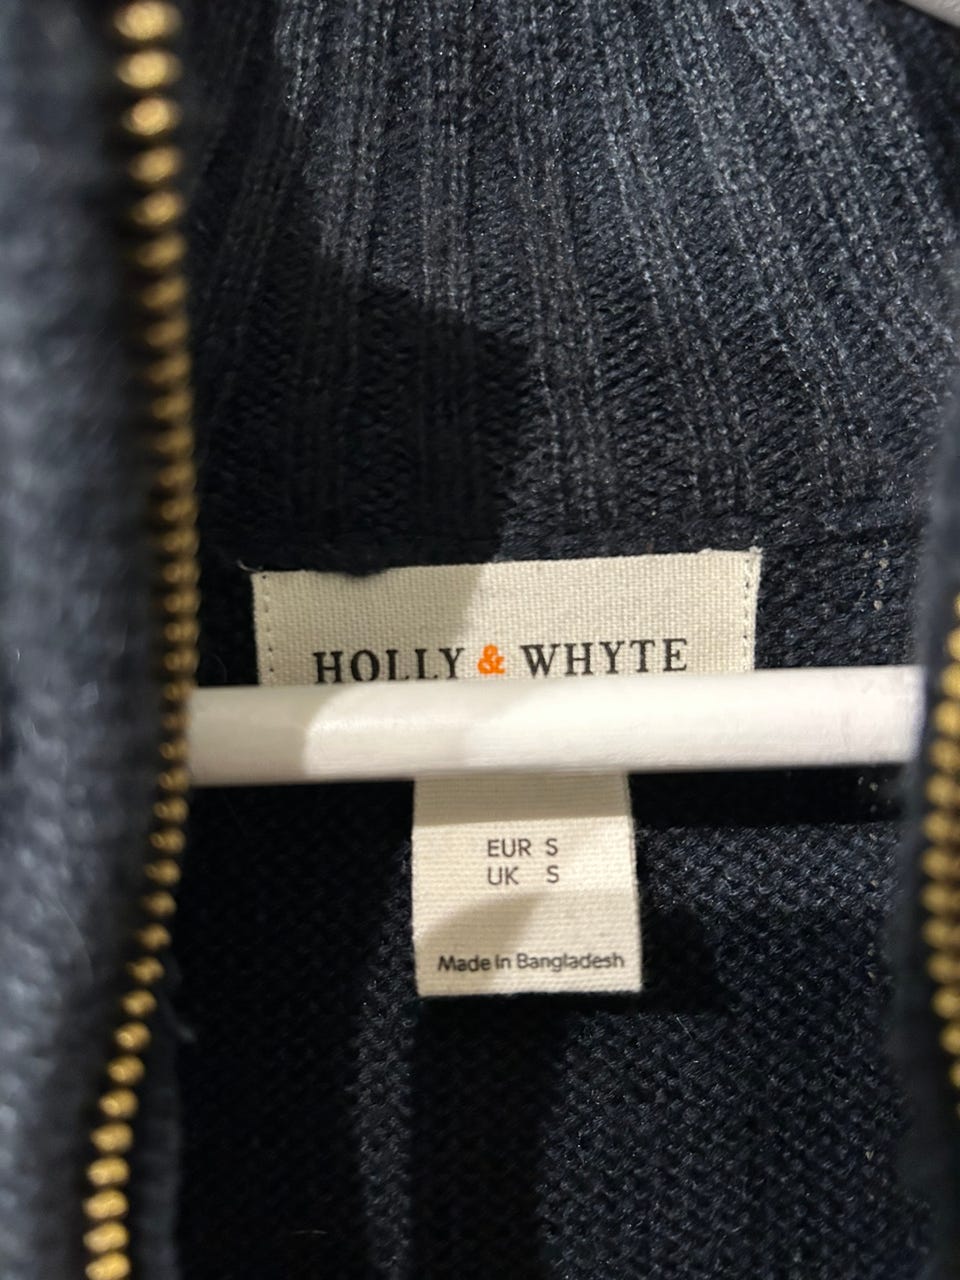 HOLLY & WHYTE
EUR S
UK S
Made in Bangladesh